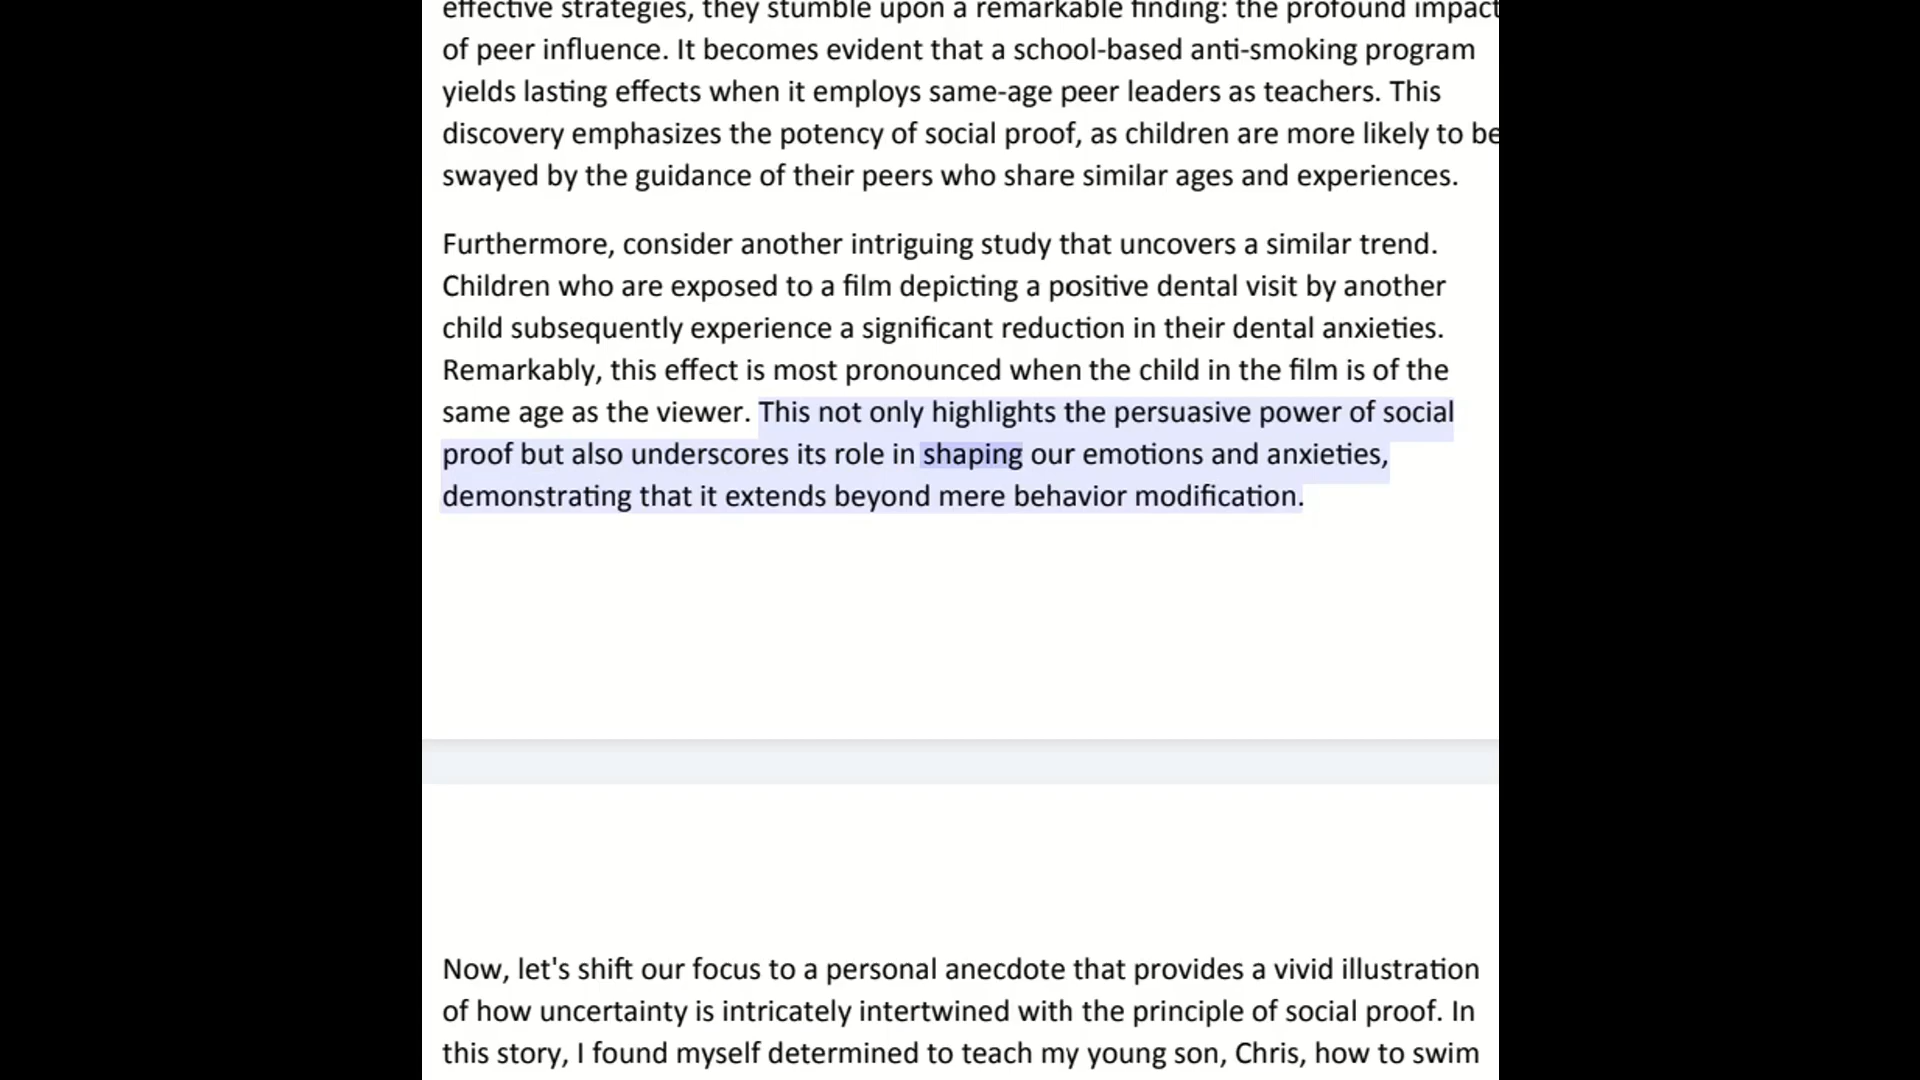 effective strategies, they stumble upon a remarkable finding: the profound impact
of peer influence. It becomes evident that a school-based anti-smoking program
yields lasting effects when it employs same-age peer leaders as teachers. This
discovery emphasizes the potency of social proof, as children are more likely to be
swayed by the guidance of their peers who share similar ages and experiences.
Furthermore, consider another intriguing study that uncovers a similar trend.
Children who are exposed to a film depicting a positive dental visit by another
child subsequently experience a significant reduction in their dental anxieties.
Remarkably, this effect is most pronounced when the child in the film is of the
same age as the viewer. This not only highlights the persuasive power of social
proof but also underscores its role in shaping our emotions and anxieties,
demonstrating that it extends beyond mere behavior modification.
Now, let's shift our focus to a personal anecdote that provides a vivid illustration
of how uncertainty is intricately intertwined with the principle of social proof. In
this story, I found myself determined to teach my young son, Chris, how to swim